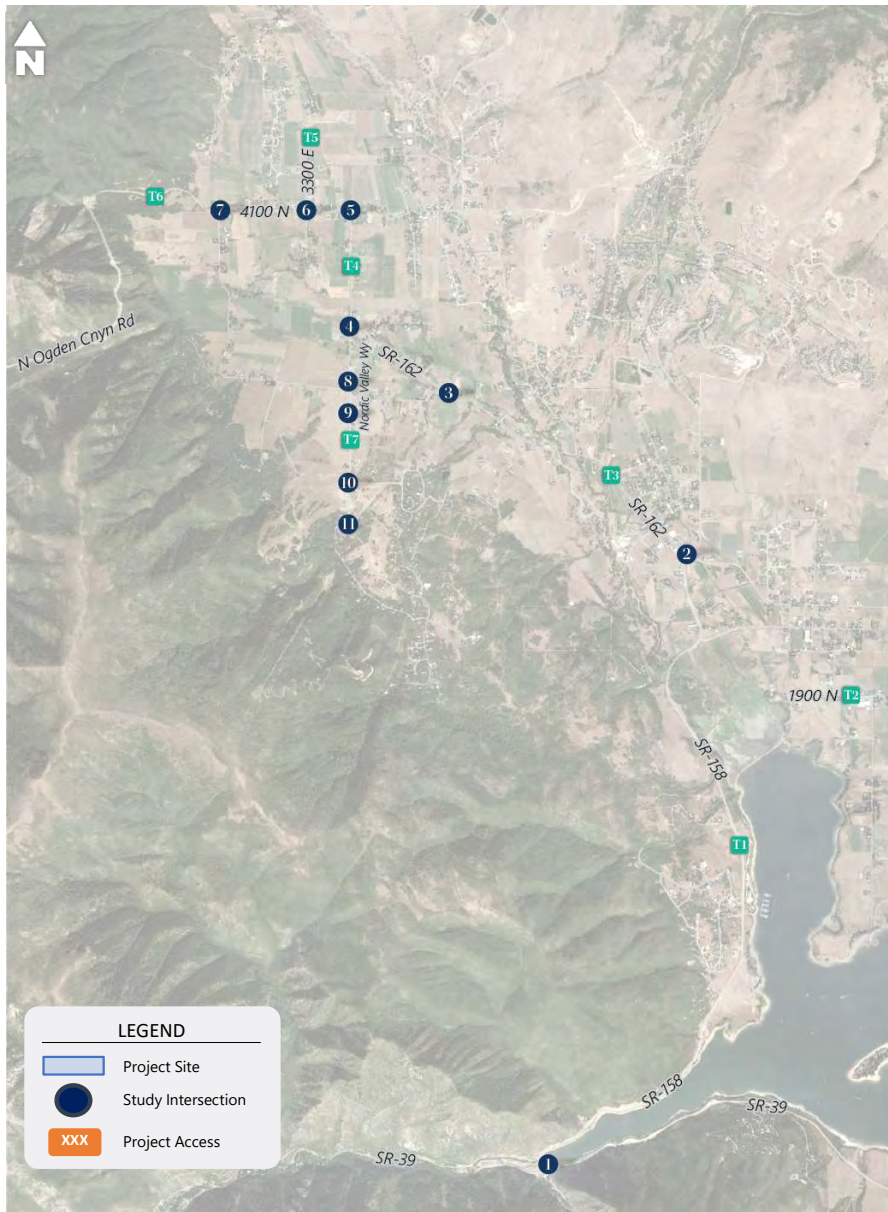 N
T5
3300 E
T6
7
4100 N
6
5
T4
N Ogden Cnyn Rd
4
SR-162
Nordic Valley Wy
8
3
9
T7
T3
10
SR-162
11
2
1900 N
T2
SR-158
T1
LEGEND
Project Site
Study Intersection
XXX
Project Access
SR-158
SR-39
SR-39
1